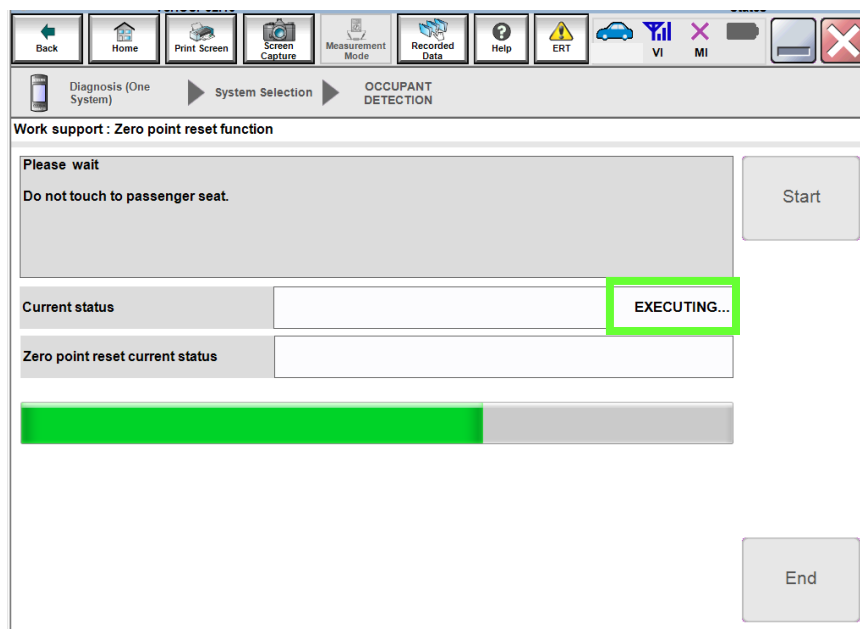 Back
Home
Print Screen
Screen
Capture
Measurement
Mode
Recorded
Data
Help
ERT
VI
MI
Diagnosis (One
System)
System Selection
OCCUPANT
DETECTION
Work support : Zero point reset function
Please wait
Do not touch to passenger seat.
Start
Current status
EXECUTING...
Zero point reset current status
End